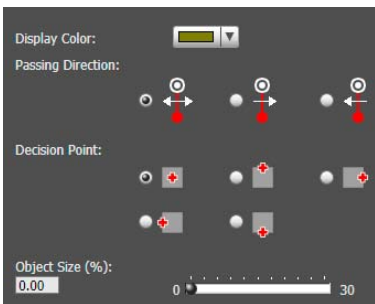 Display Color:
Passing Direction:
Decision Point:
Object Size (%):
0.00
0 30